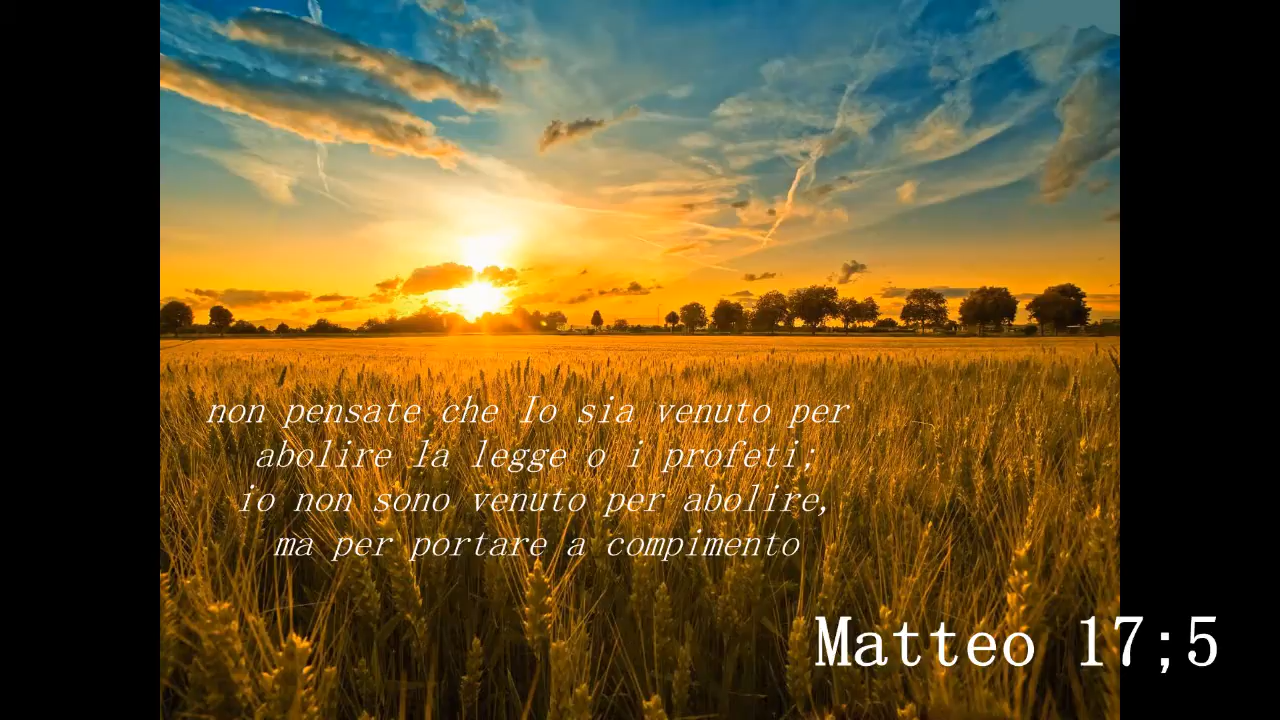 non pensate che Io sia venuto per
abolire la legge o i profeti;
io non sono venuto per abolire,
ma per portare a compimento
Matteo 17;5